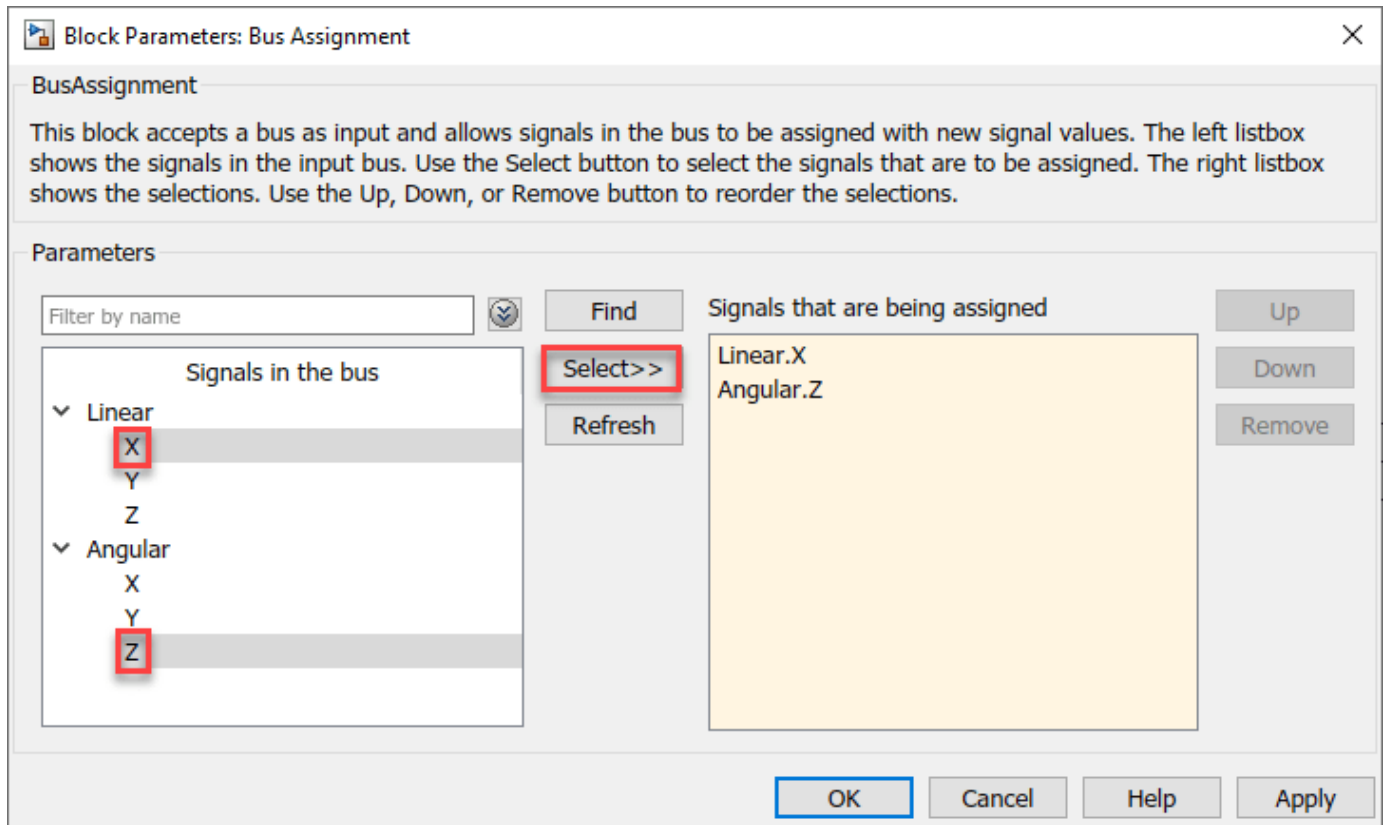 Block Parameters: Bus Assignment
BusAssignment
This block accepts a bus as input and allows signals in the bus to be assigned with new signal values. The left listbox
shows the signals in the input bus. Use the Select button to select the signals that are to be assigned. The right listbox
shows the selections. Use the Up, Down, or Remove button to reorder the selections.
Parameters
Filter by name
Signals in the bus
Linear
X
Y
Z
Angular
X
Y
Z
Find
Select>>
Refresh
Signals that are being assigned
Linear.X
Angular.Z
Up
Down
Remove
OK
Cancel
Help
Apply